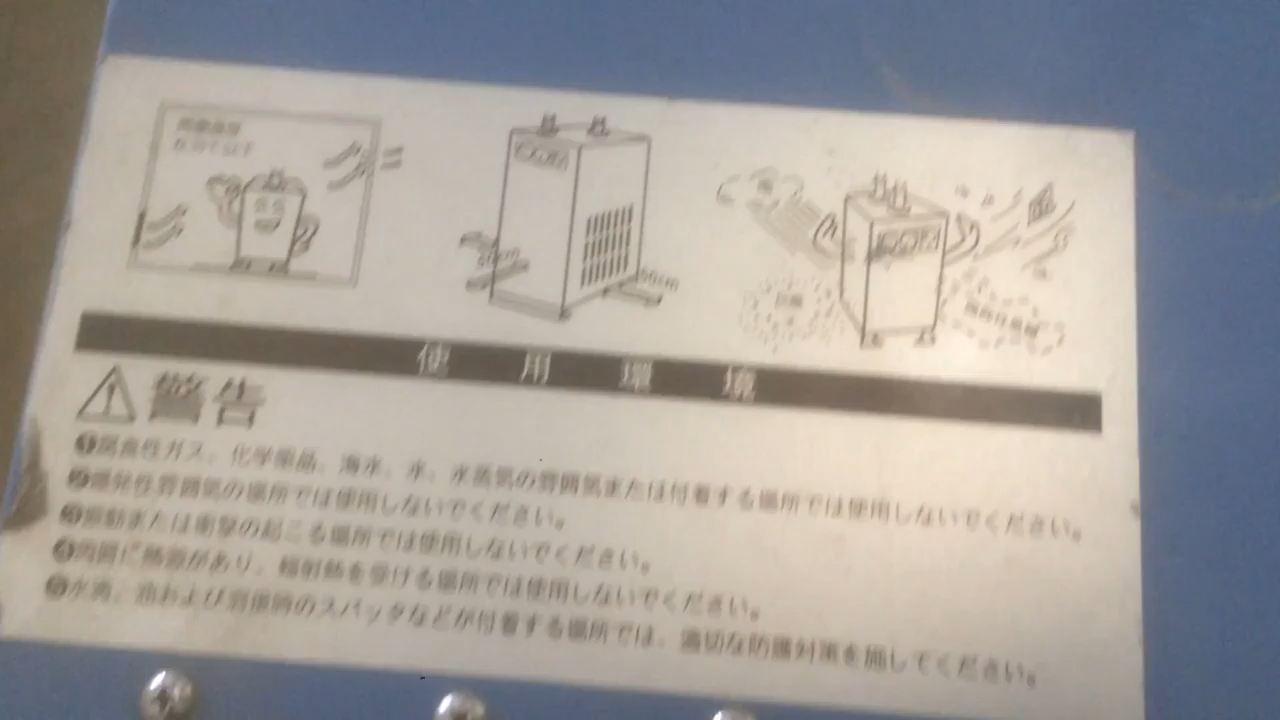 60cm
使用環境
警告
❶腐食性ガス、化学薬品、海水、水、水蒸気の雰囲気または付着する場所では使用しないでください。
❷爆発性雰囲気の場所では使用しないでください。
❸振動または衝撃の起こる場所では使用しないでください。
❹周囲に熱源があり、輻射熱を受ける場所では使用しないでください。
❺水滴、油および溶接時のスパッタなどが付着する場所では、適切な防護対策を施してください。